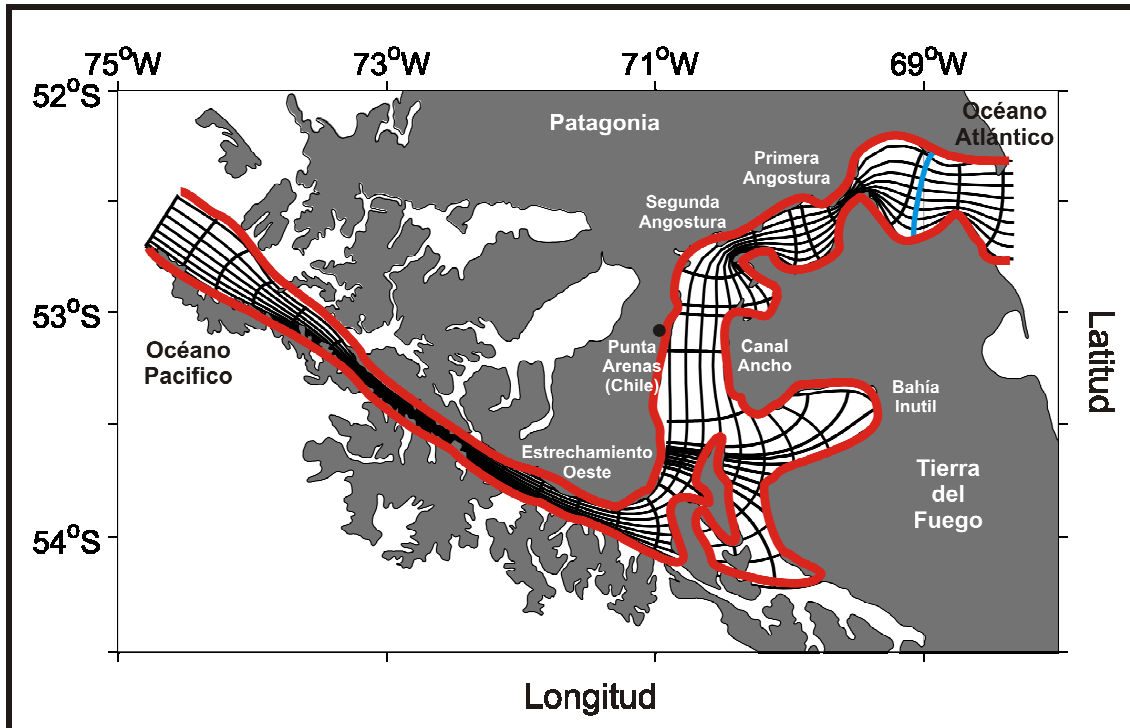 75°W 73°W 71°W 69°W
52°S
Patagonia
Océano
Atlántico
Primera
Angostura
Segunda
Angostura
53°S
Océano
Pacifico
Punta
Arenas
(Chile)
Canal
Ancho
Latitud
Bahía
Inutil
Estrechamiento
Oeste
Tierra
del
Fuego
54°S
Longitud